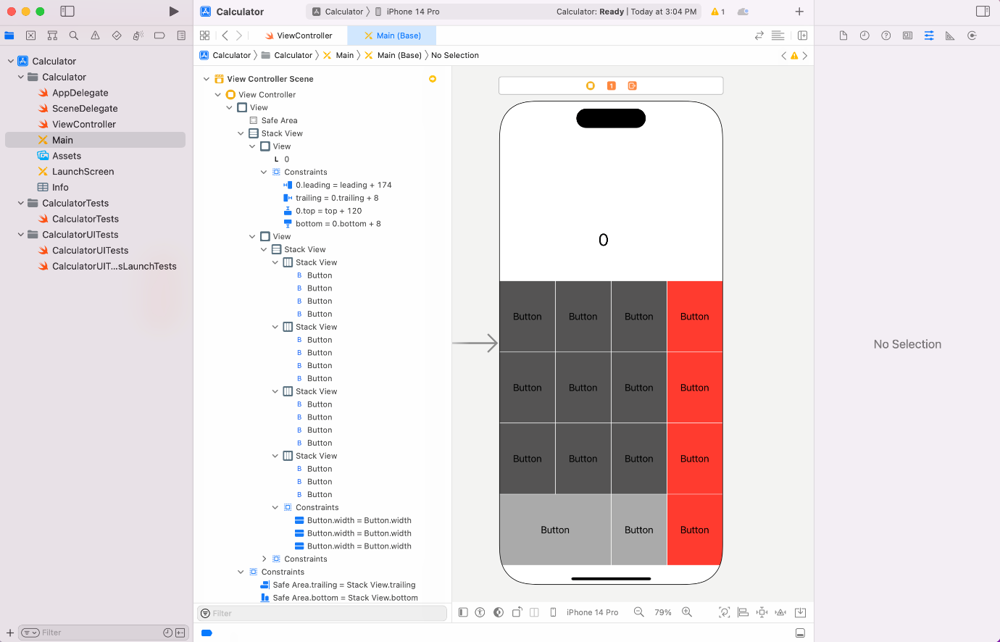 Calculator
Calculator
iPhone 14 Pro
Calculator: Ready | Today at 3:04 PM
1
ViewController
Main (Base)
Calculator
Calculator
Main
Main (Base)
No Selection
Calculator
Calculator
AppDelegate
SceneDelegate
ViewController
Main
Assets
LaunchScreen
Info
CalculatorTests
CalculatorTests
CalculatorUITests
CalculatorUITests
CalculatorUIT...sLaunchTests
Filter
View Controller Scene
View Controller
View
Safe Area
Stack View
View
L 0
Constraints
0.leading = leading + 174
trailing = 0.trailing + 8
0.top = top + 120
bottom = 0.bottom + 8
View
Stack View
Stack View
B Button
B Button
B Button
B Button
Stack View
B Button
B Button
B Button
B Button
Stack View
B Button
B Button
B Button
B Button
Stack View
B Button
B Button
B Button
Constraints
Button.width = Button.width
Button.width = Button.width
Button.width = Button.width
Constraints
Constraints
Safe Area.trailing = Stack View.trailing
Safe Area.bottom = Stack View.bottom
Filter
1
0
Button Button Button Button
Button Button Button Button
Button Button Button Button
Button Button Button
iPhone 14 Pro
79%
No Selection